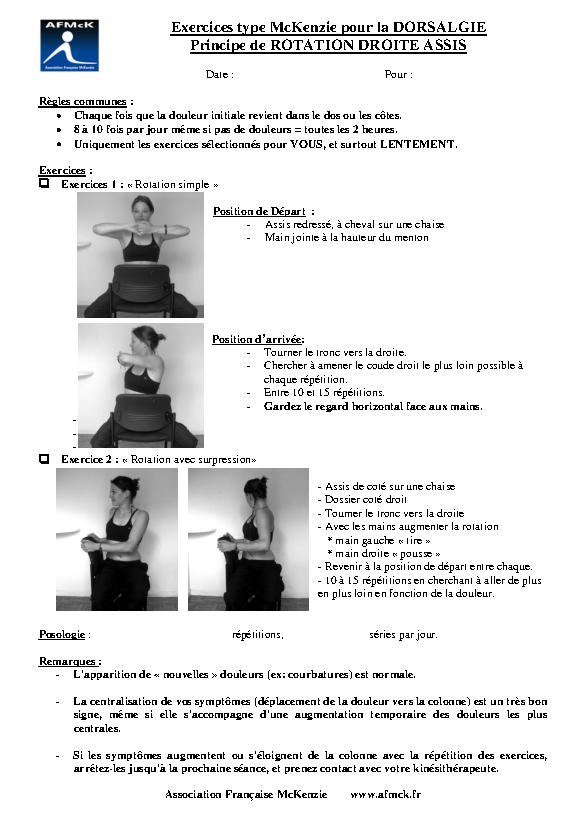 AFMcK
Association Française McKenzie
Exercices type McKenzie pour la DORSALGIE
Principe de ROTATION DROITE ASSIS
Date : Pour :
Règles communes :
• Chaque fois que la douleur initiale revient dans le dos ou les côtes.
• 8 à 10 fois par jour même si pas de douleurs = toutes les 2 heures.
• Uniquement les exercices sélectionnés pour VOUS, et surtout LENTEMENT.
Exercices :
❑ Exercices 1 : « Rotation simple »
Position de Départ :
- Assis redressé, à cheval sur une chaise
- Main jointe à la hauteur du menton
Position d’arrivée:
- Tourner le tronc vers la droite.
- Chercher à amener le coude droit le plus loin possible à
chaque répétition.
- Entre 10 et 15 répétitions.
- Gardez le regard horizontal face aux mains.
-
-
-
❑ Exercice 2 : « Rotation avec surpression»
- Assis de coté sur une chaise
- Dossier coté droit
- Tourner le tronc vers la droite
- Avec les mains augmenter la rotation
* main gauche « tire »
* main droite « pousse »
- Revenir à la position de départ entre chaque.
- 10 à 15 répétitions en cherchant à aller de plus
en plus loin en fonction de la douleur.
Posologie : répétitions, séries par jour.
Remarques :
- L’apparition de « nouvelles » douleurs (ex: courbatures) est normale.
- La centralisation de vos symptômes (déplacement de la douleur vers la colonne) est un très bon
signe, même si elle s’accompagne d’une augmentation temporaire des douleurs les plus
centrales.
- Si les symptômes augmentent ou s’éloignent de la colonne avec la répétition des exercices,
arrêtez-les jusqu’à la prochaine séance, et prenez contact avec votre kinésithérapeute.
Association Française McKenzie www.afmck.fr